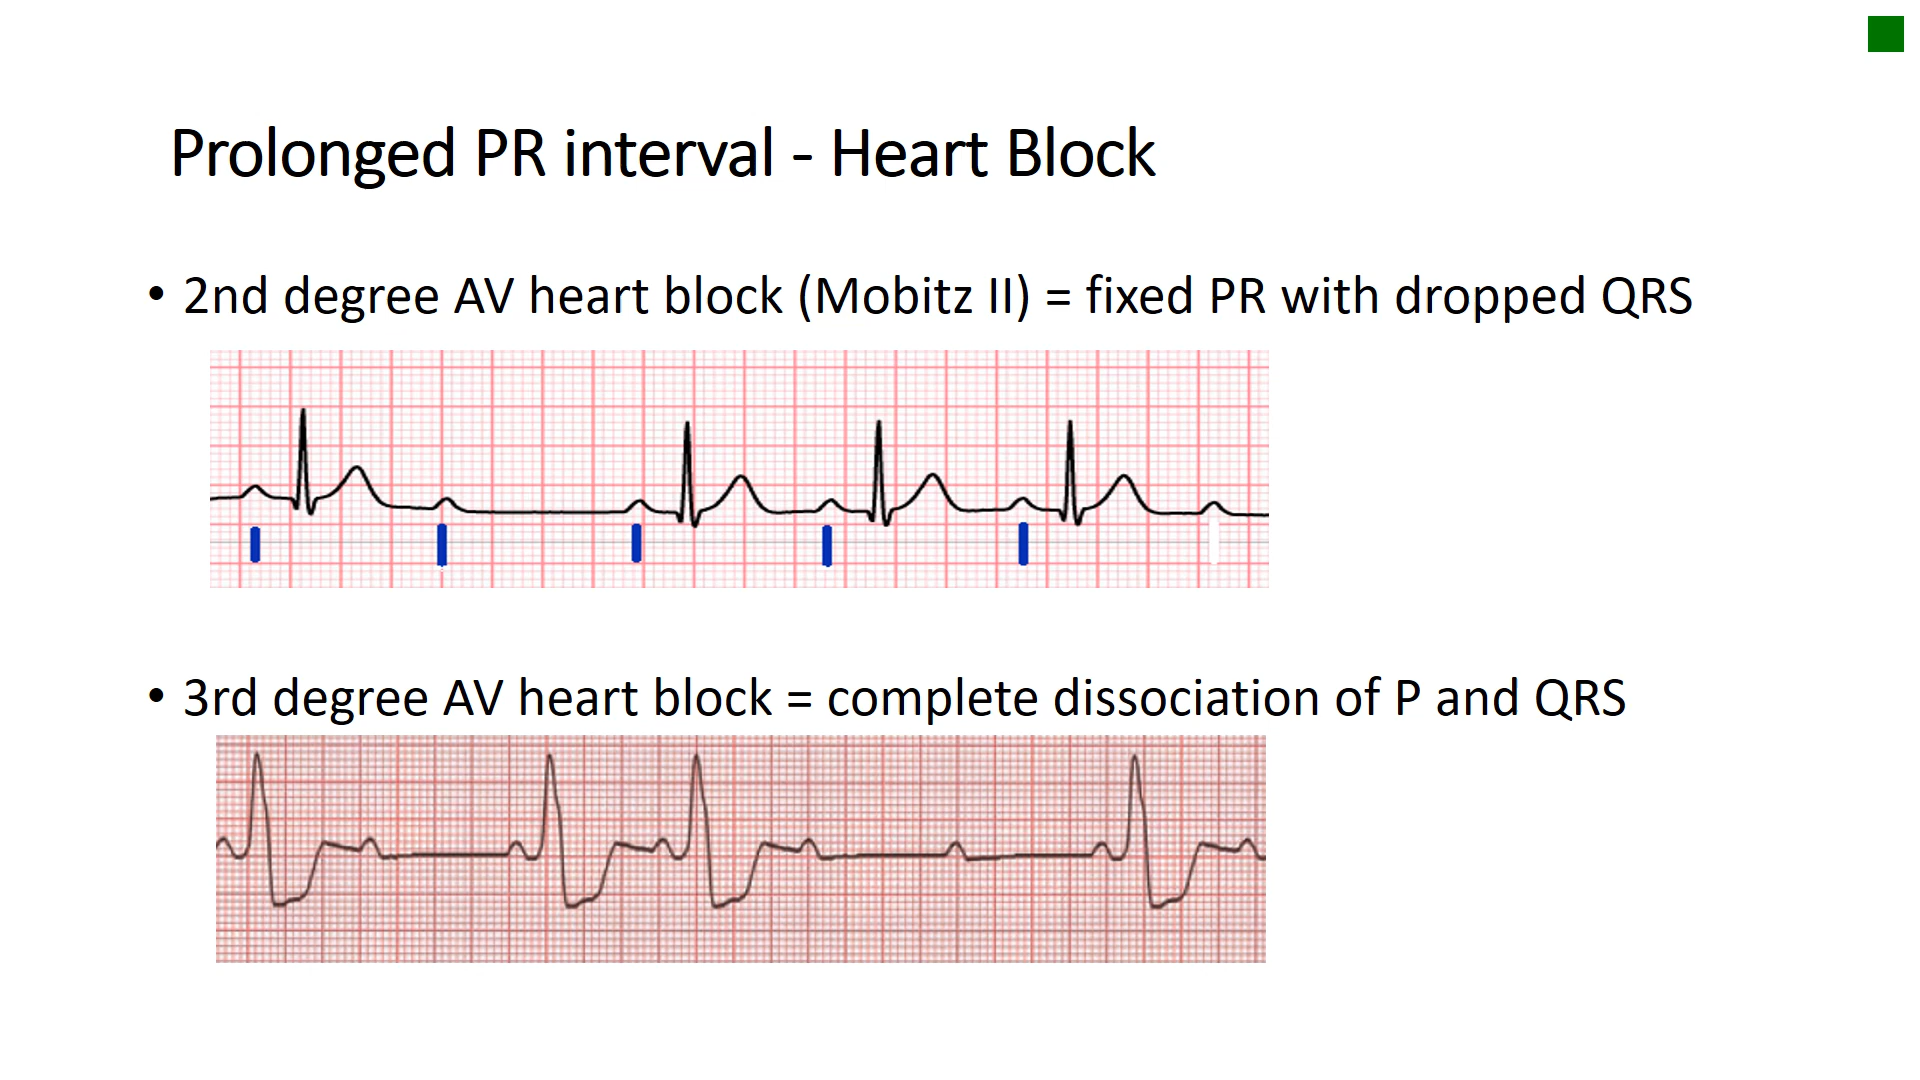 Prolonged PR interval - Heart Block
• 2nd degree AV heart block (Mobitz II) = fixed PR with dropped QRS
• 3rd degree AV heart block = complete dissociation of P and QRS